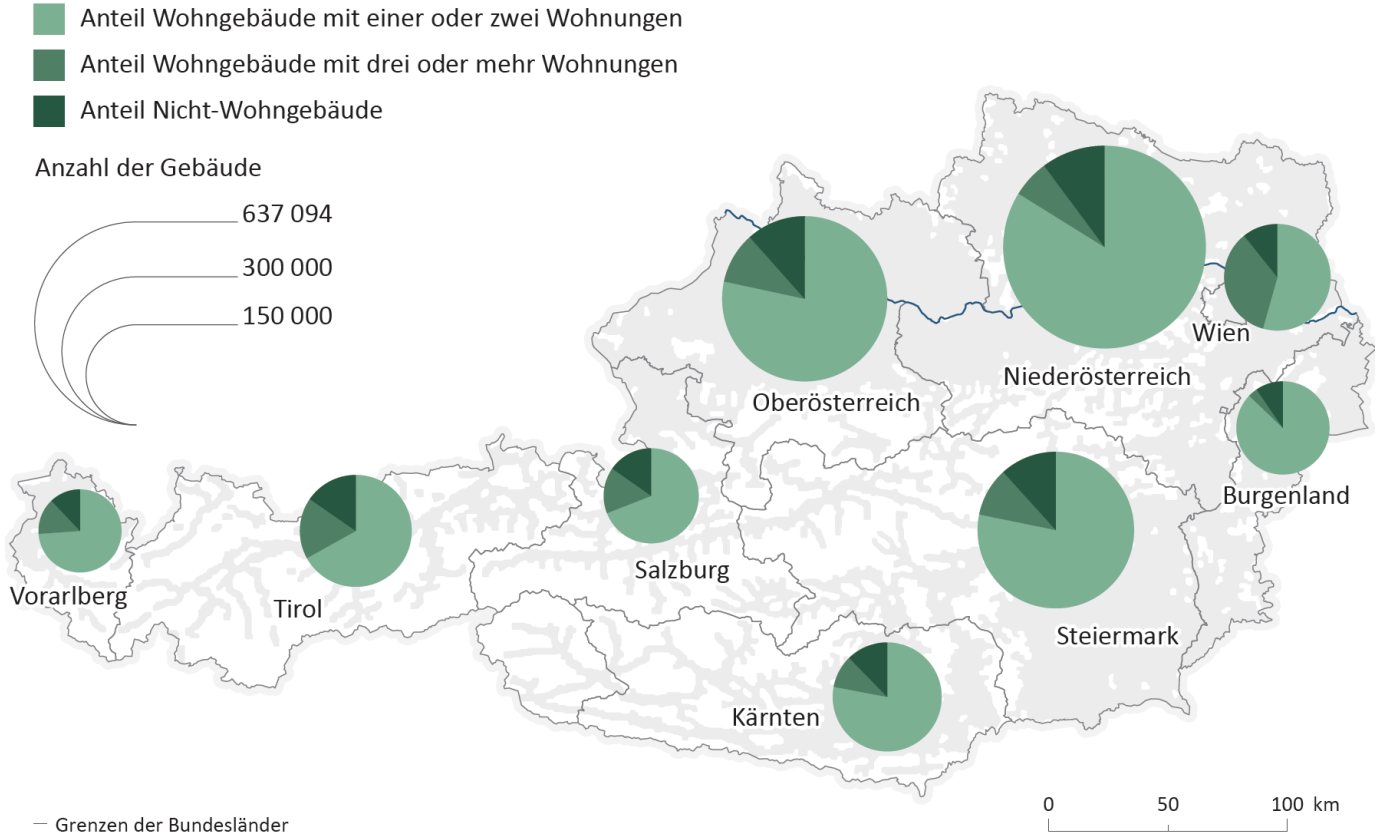 Anteil Wohngebäude mit einer oder zwei Wohnungen
Anteil Wohngebäude mit drei oder mehr Wohnungen
Anteil Nicht-Wohngebäude
Anzahl der Gebäude
637 094
300 000
150 000
Wien
Niederösterreich
Oberösterreich
Burgenland
Salzburg
Vorarlberg
Tirol
Steiermark
Kärnten
0 50 100 km
Grenzen der Bundesländer